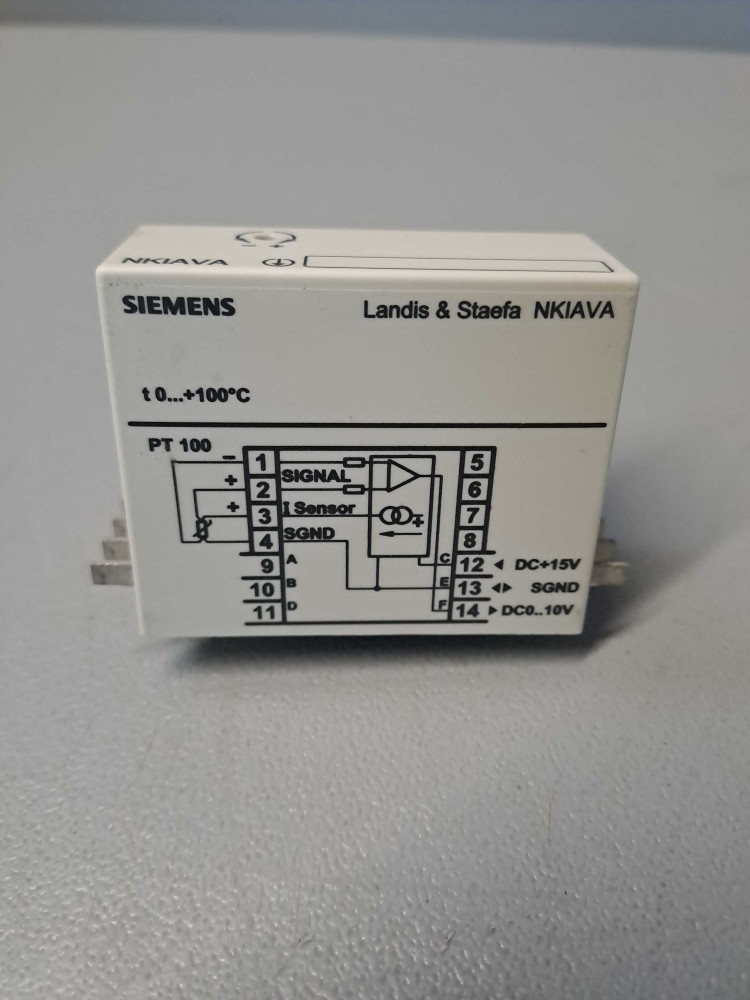 − +
NKIAVA
SIEMENS Landis & Staefa NKIAVA
t 0...+100°C
PT 100
− 1 5
SIGNAL
+ 2 6
+ 3 I Sensor + 7
4 SGND 8
9 A C 12 ◄ DC+15V
10 B E 13 ◄► SGND
11 D F 14 ► DC0..10V